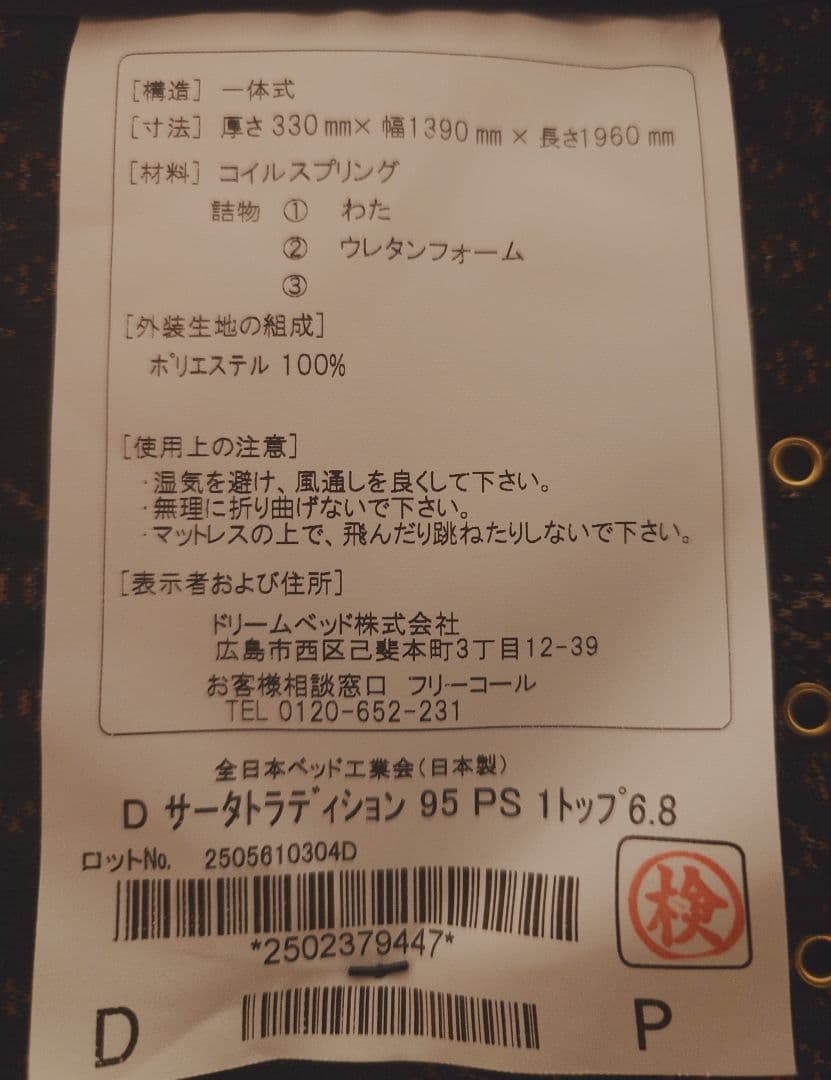 [構造] 一体式
[寸法] 厚さ330mm×幅1390mm×長さ1960mm
[材料] コイルスプリング
詰物 ① わた
② ウレタンフォーム
③
[外装生地の組成]
ポリエステル 100%
[使用上の注意]
・湿気を避け、風通しを良くして下さい。
・無理に折り曲げないで下さい。
・マットレスの上で、飛んだり跳ねたりしないで下さい。
[表示者および住所]
ドリームベッド株式会社
広島市西区己斐本町3丁目12-39
お客様相談窓口 フリーコール
TEL 0120-652-231
全日本ベッド工業会(日本製)
D サータトラディション 95 PS 1トップ6.8
ロットNo. 2505610304D
*2502379447*
検
D P